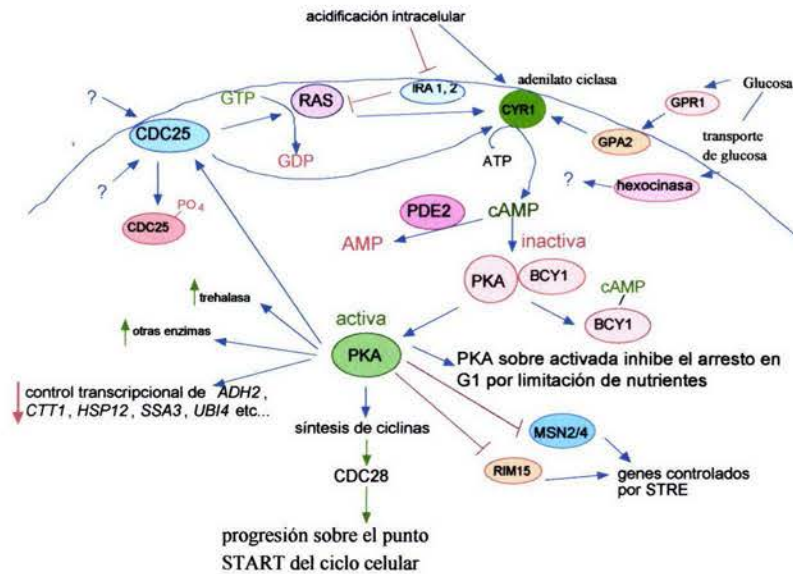 acidificación intracelular
adenilato ciclasa
Glucosa
GTP
RAS
IRA 1, 2
CYR1
GPR1
?
CDC25
GDP
ATP
GPA2
transporte
de glucosa
?
?
hexocinasa
PO4
CDC25
PDE2
cAMP
AMP
inactiva
PKA
BCY1
cAMP
BCY1
trehalasa
activa
otras enzimas
PKA
PKA sobre activada inhibe el arresto en
G1 por limitación de nutrientes
control transcripcional de ADH2,
CTT1, HSP12, SSA3, UBI4 etc...
síntesis de ciclinas
MSN2/4
RIM15
genes controlados
por STRE
CDC28
progresión sobre el punto
START del ciclo celular